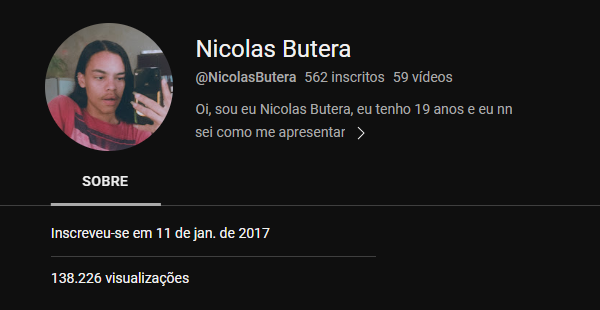 Nicolas Butera
@NicolasButera 562 inscritos 59 vídeos
Oi, sou eu Nicolas Butera, eu tenho 19 anos e eu nn
sei como me apresentar
SOBRE
Inscreveu-se em 11 de jan. de 2017
138.226 visualizações